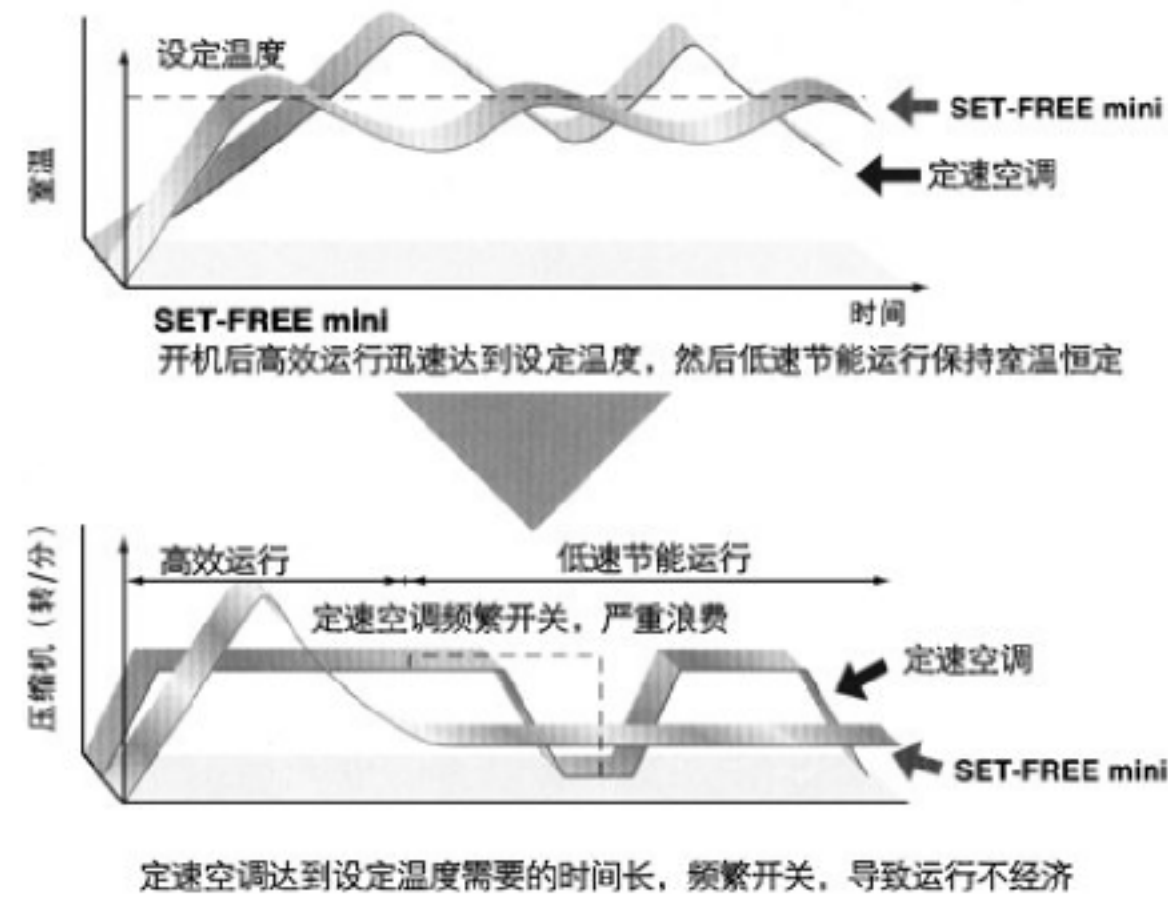 设定温度
SET-FREE mini
室温
定速空调
时间
SET-FREE mini
开机后高效运行迅速达到设定温度，然后低速节能运行保持室温恒定
压缩机（转/分）
高效运行
低速节能运行
定速空调频繁开关，严重浪费
定速空调
SET-FREE mini
定速空调达到设定温度需要的时间长，频繁开关，导致运行不经济